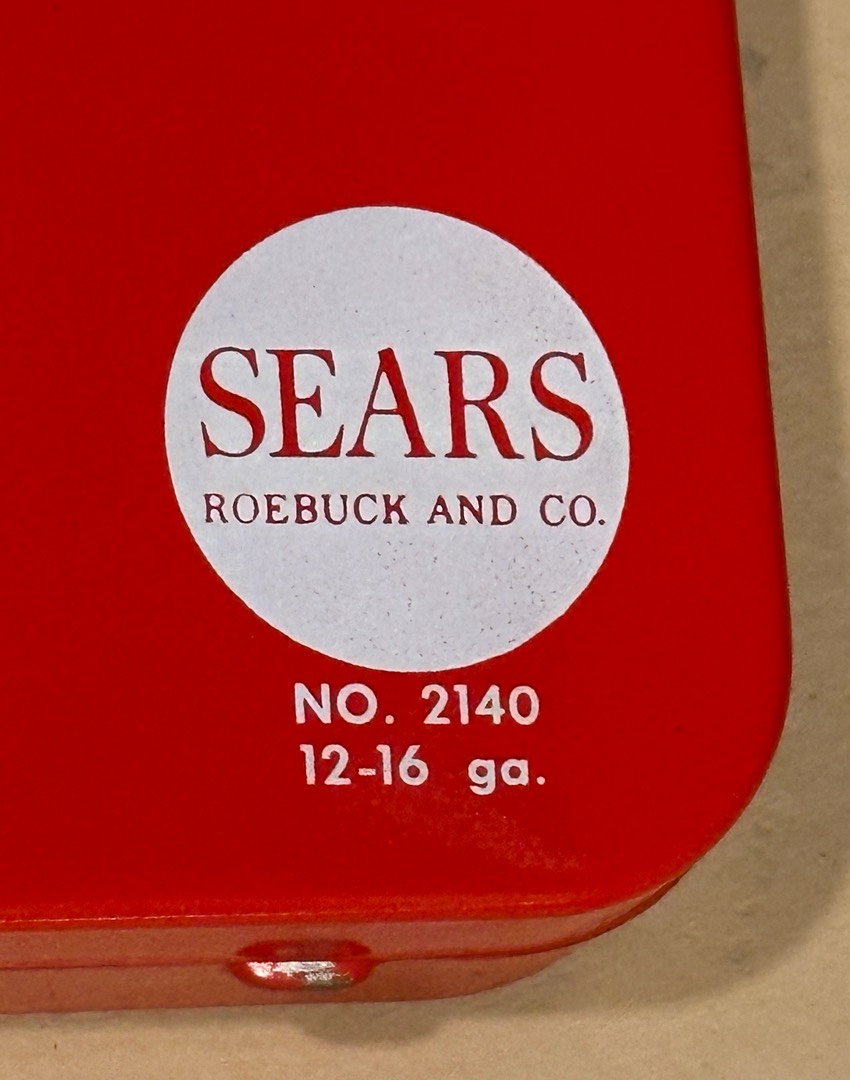 SEARS
ROEBUCK AND CO.
NO. 2140
12-16 ga.